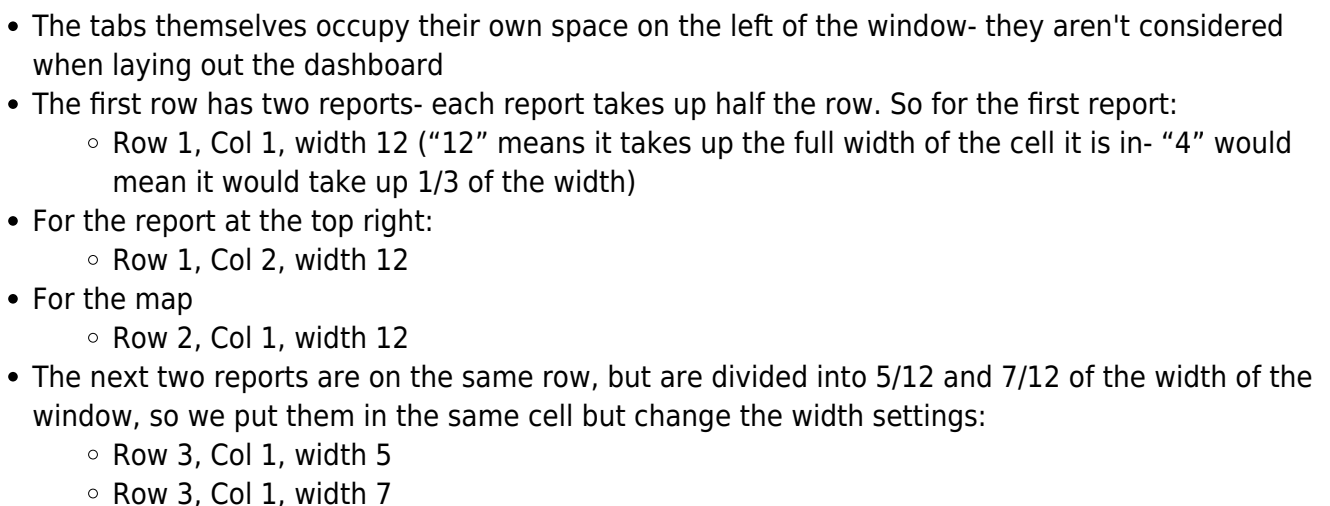 • The tabs themselves occupy their own space on the left of the window- they aren't considered
when laying out the dashboard
• The first row has two reports- each report takes up half the row. So for the first report:
◦ Row 1, Col 1, width 12 (“12” means it takes up the full width of the cell it is in- “4” would
mean it would take up 1/3 of the width)
• For the report at the top right:
◦ Row 1, Col 2, width 12
• For the map
◦ Row 2, Col 1, width 12
• The next two reports are on the same row, but are divided into 5/12 and 7/12 of the width of the
window, so we put them in the same cell but change the width settings:
◦ Row 3, Col 1, width 5
◦ Row 3, Col 1, width 7